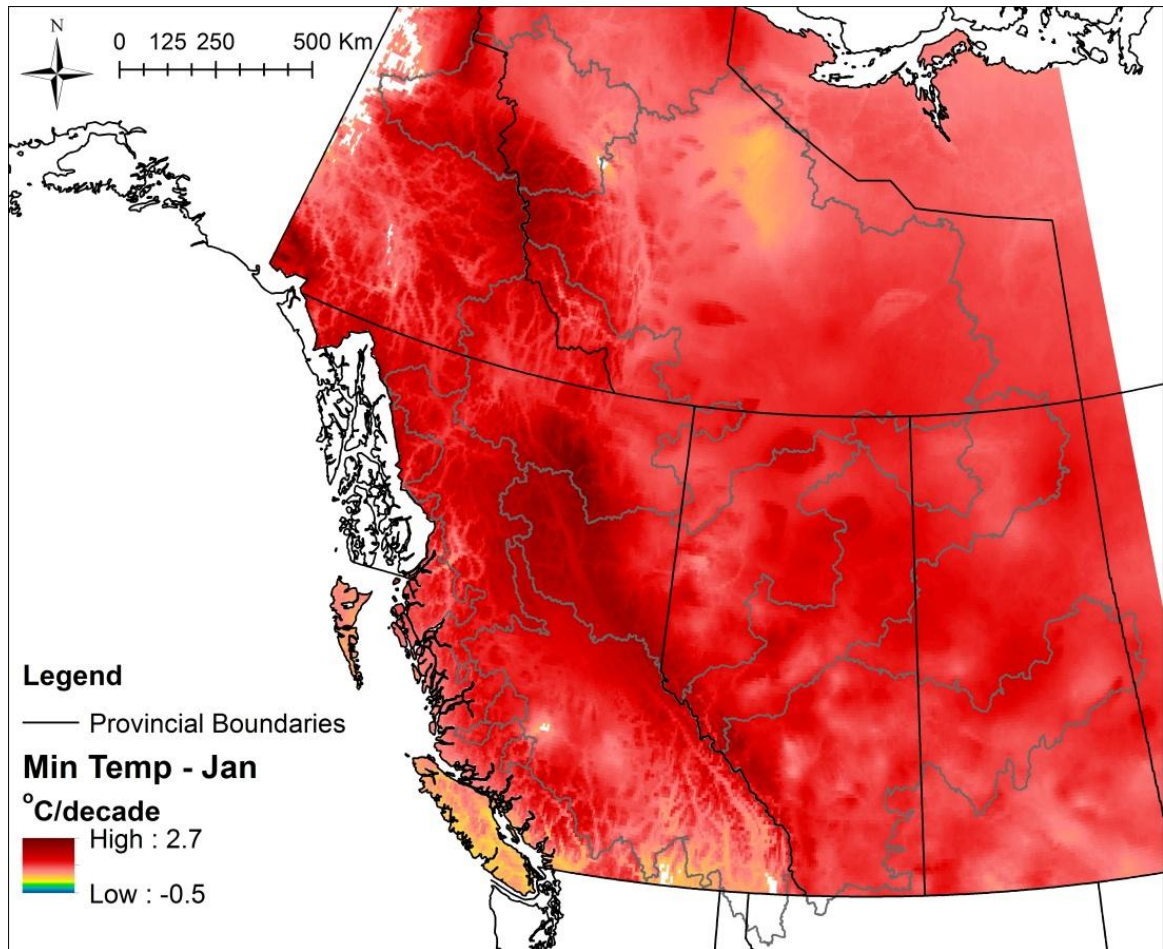 N
0 125 250 500 Km
Legend
Provincial Boundaries
Min Temp - Jan
°C/decade
High : 2.7
Low : -0.5